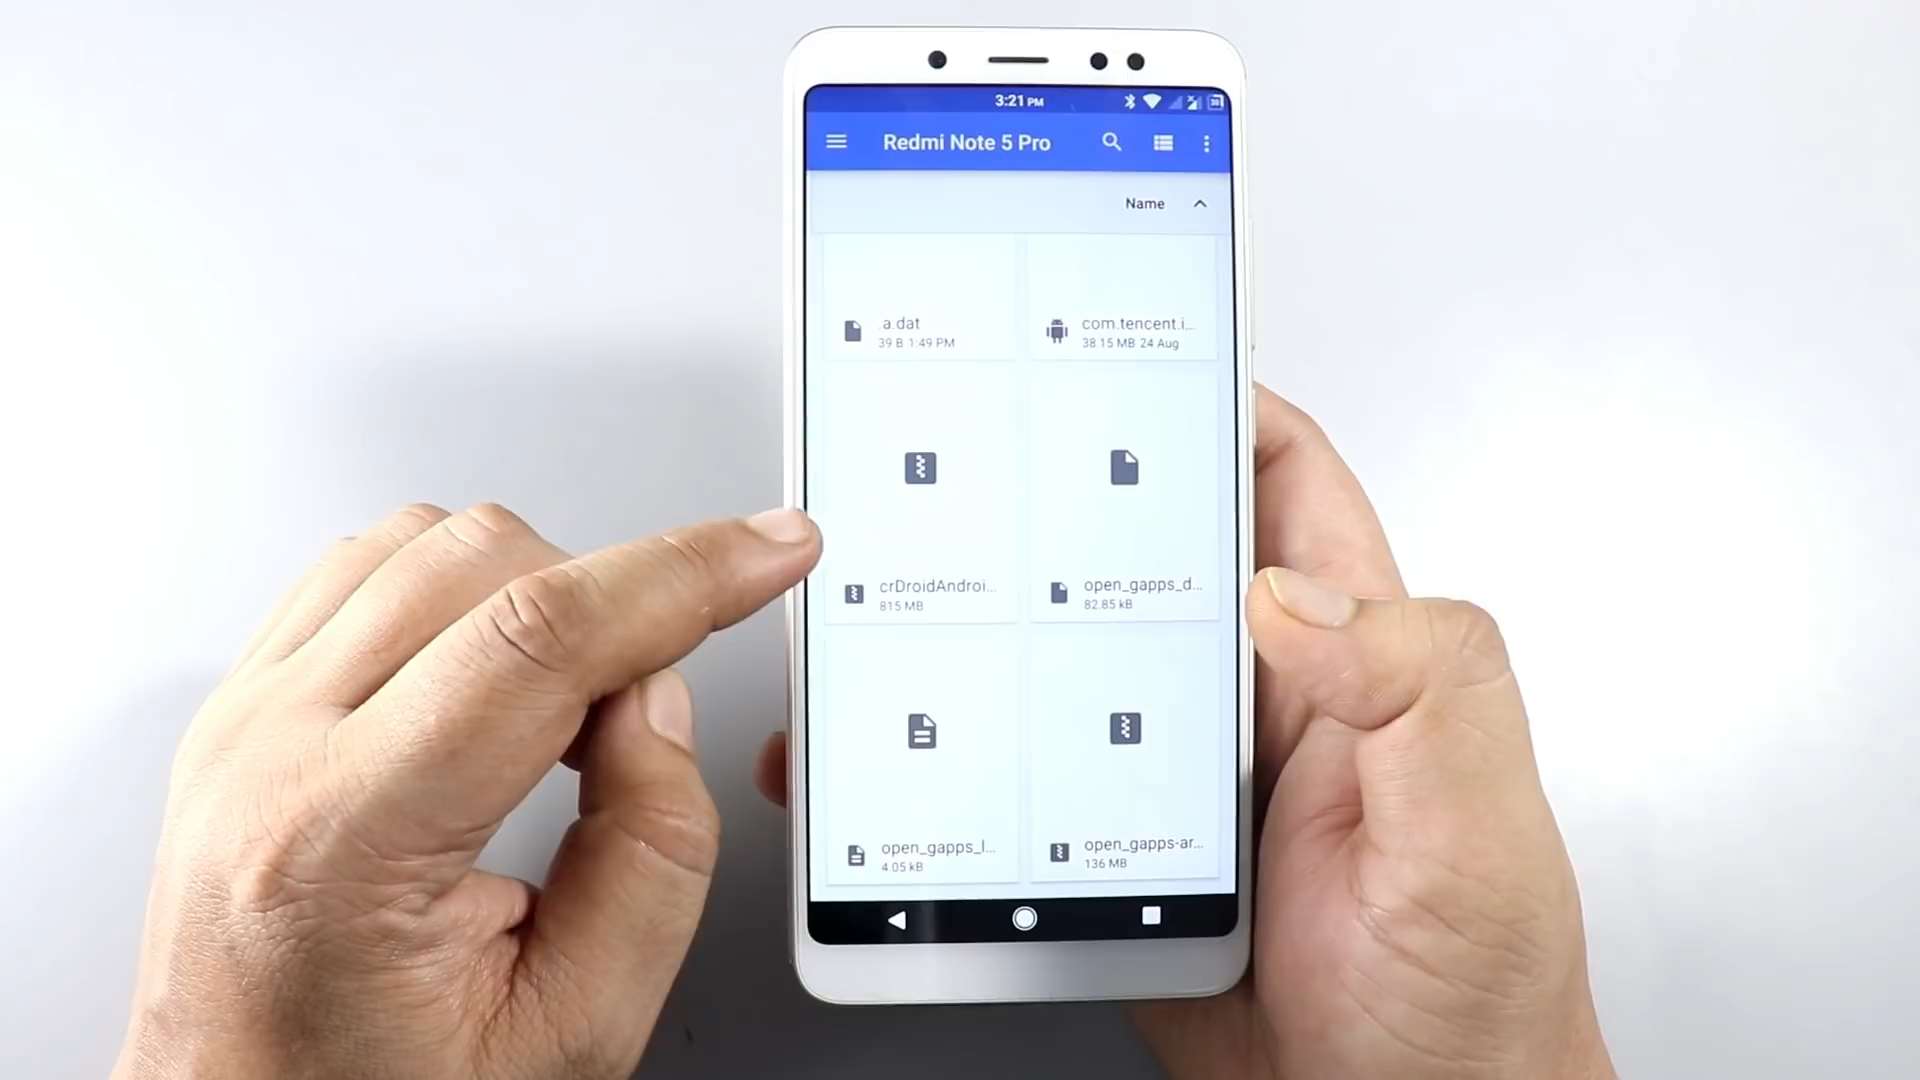 3:21 PM
Redmi Note 5 Pro
Name
.a.dat
39 B 1:49 PM
com.tencent.i...
38.15 MB 24 Aug
crDroidAndroi...
815 MB
open_gapps_d...
82.85 kB
open_gapps_l...
4.05 kB
open_gapps-ar...
136 MB